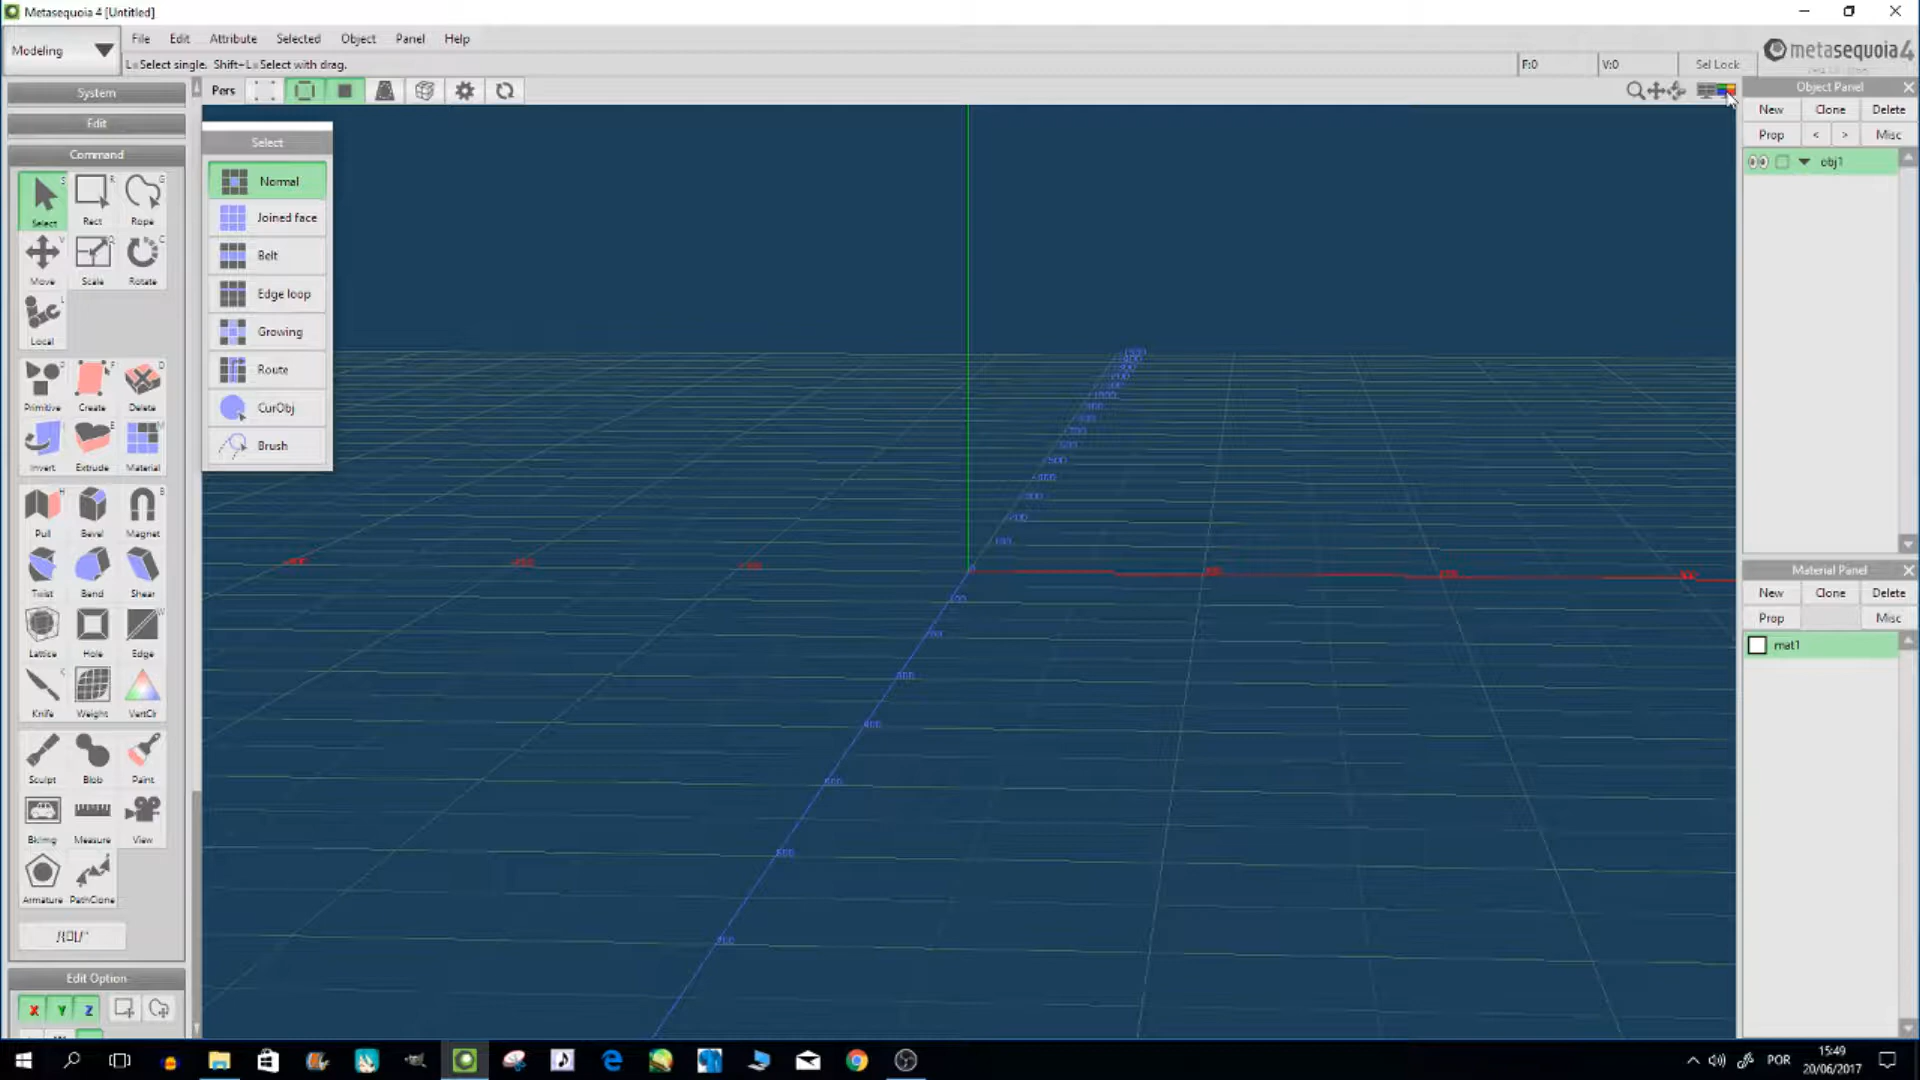 Metasequoia 4 [Untitled]
Modeling
File Edit Attribute Selected Object Panel Help
L=Select single. Shift+L=Select with drag.
F:0 V:0 Sel Lock
metasequoia 4
System
Edit
Command
Select S
Rect R
Rope G
Move V
Scale Q
Rotate C
Local L
Primitive P
Create F
Delete D
Invert I
Extrude E
Material M
Pull H
Bevel
Magnet B
Twist
Bend
Shear
Lattice
Hole
Edge W
Knife K
Weight
VertClr
Sculpt
Blob
Paint
BkImg
Measure
View
Armature
PathClone
Edit Option
X Y Z
Pers
Select
Normal
Joined face
Belt
Edge loop
Growing
Route
CurObj
Brush
Object Panel
New Clone Delete
Prop < > Misc
obj1
Material Panel
New Clone Delete
Prop Misc
mat1
POR
15:49
20/06/2017